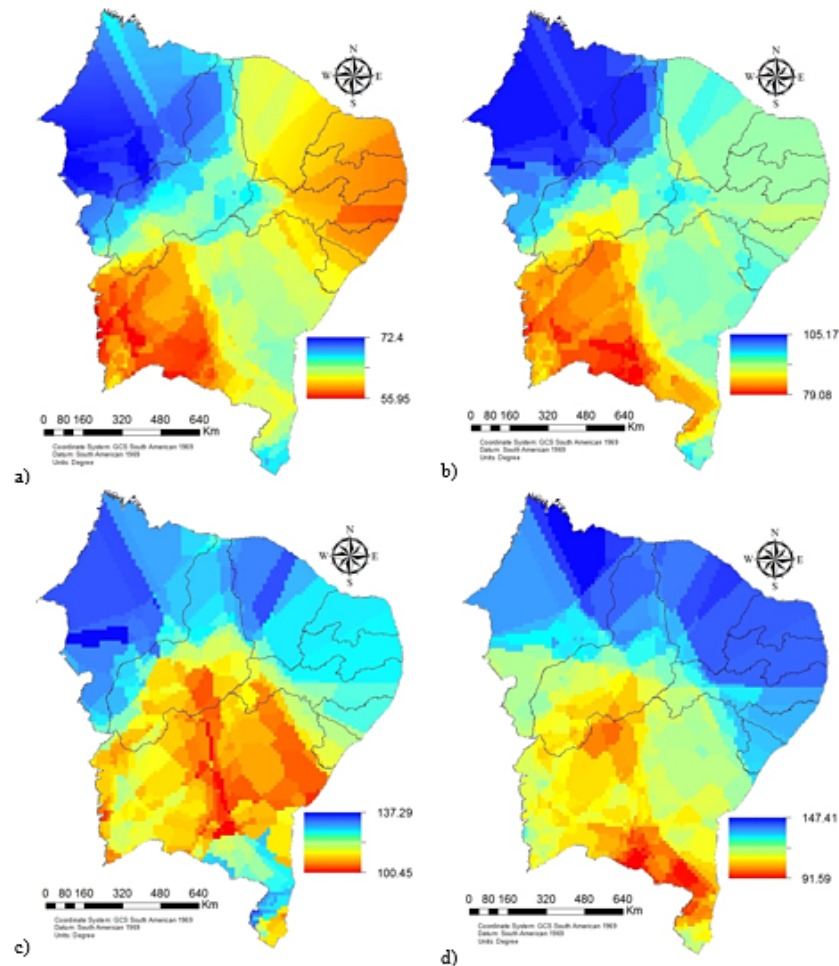 N
W E
S
72.4
55.95
0 80 160 320 480 640
Km
Coordinate System: GCS South American 1969
Datum: South American 1969
Units: Degree
a)
N
W E
S
105.17
79.08
0 80 160 320 480 640
Km
Coordinate System: GCS South American 1969
Datum: South American 1969
Units: Degree
b)
N
W E
S
137.29
100.45
0 80 160 320 480 640
Km
Coordinate System: GCS South American 1969
Datum: South American 1969
Units: Degree
c)
N
W E
S
147.41
91.59
0 80 160 320 480 640
Km
Coordinate System: GCS South American 1969
Datum: South American 1969
Units: Degree
d)